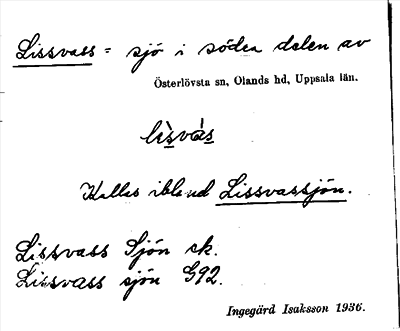 Lissvass = sjö i södra delen av
Österlövsta sn, Olands hd, Uppsala län.
lìsvás
Kallas ibland Lissvassjön.
Lissvass Sjön ek.
Lissvass sjön G92.
Ingegärd Isaksson 1936.